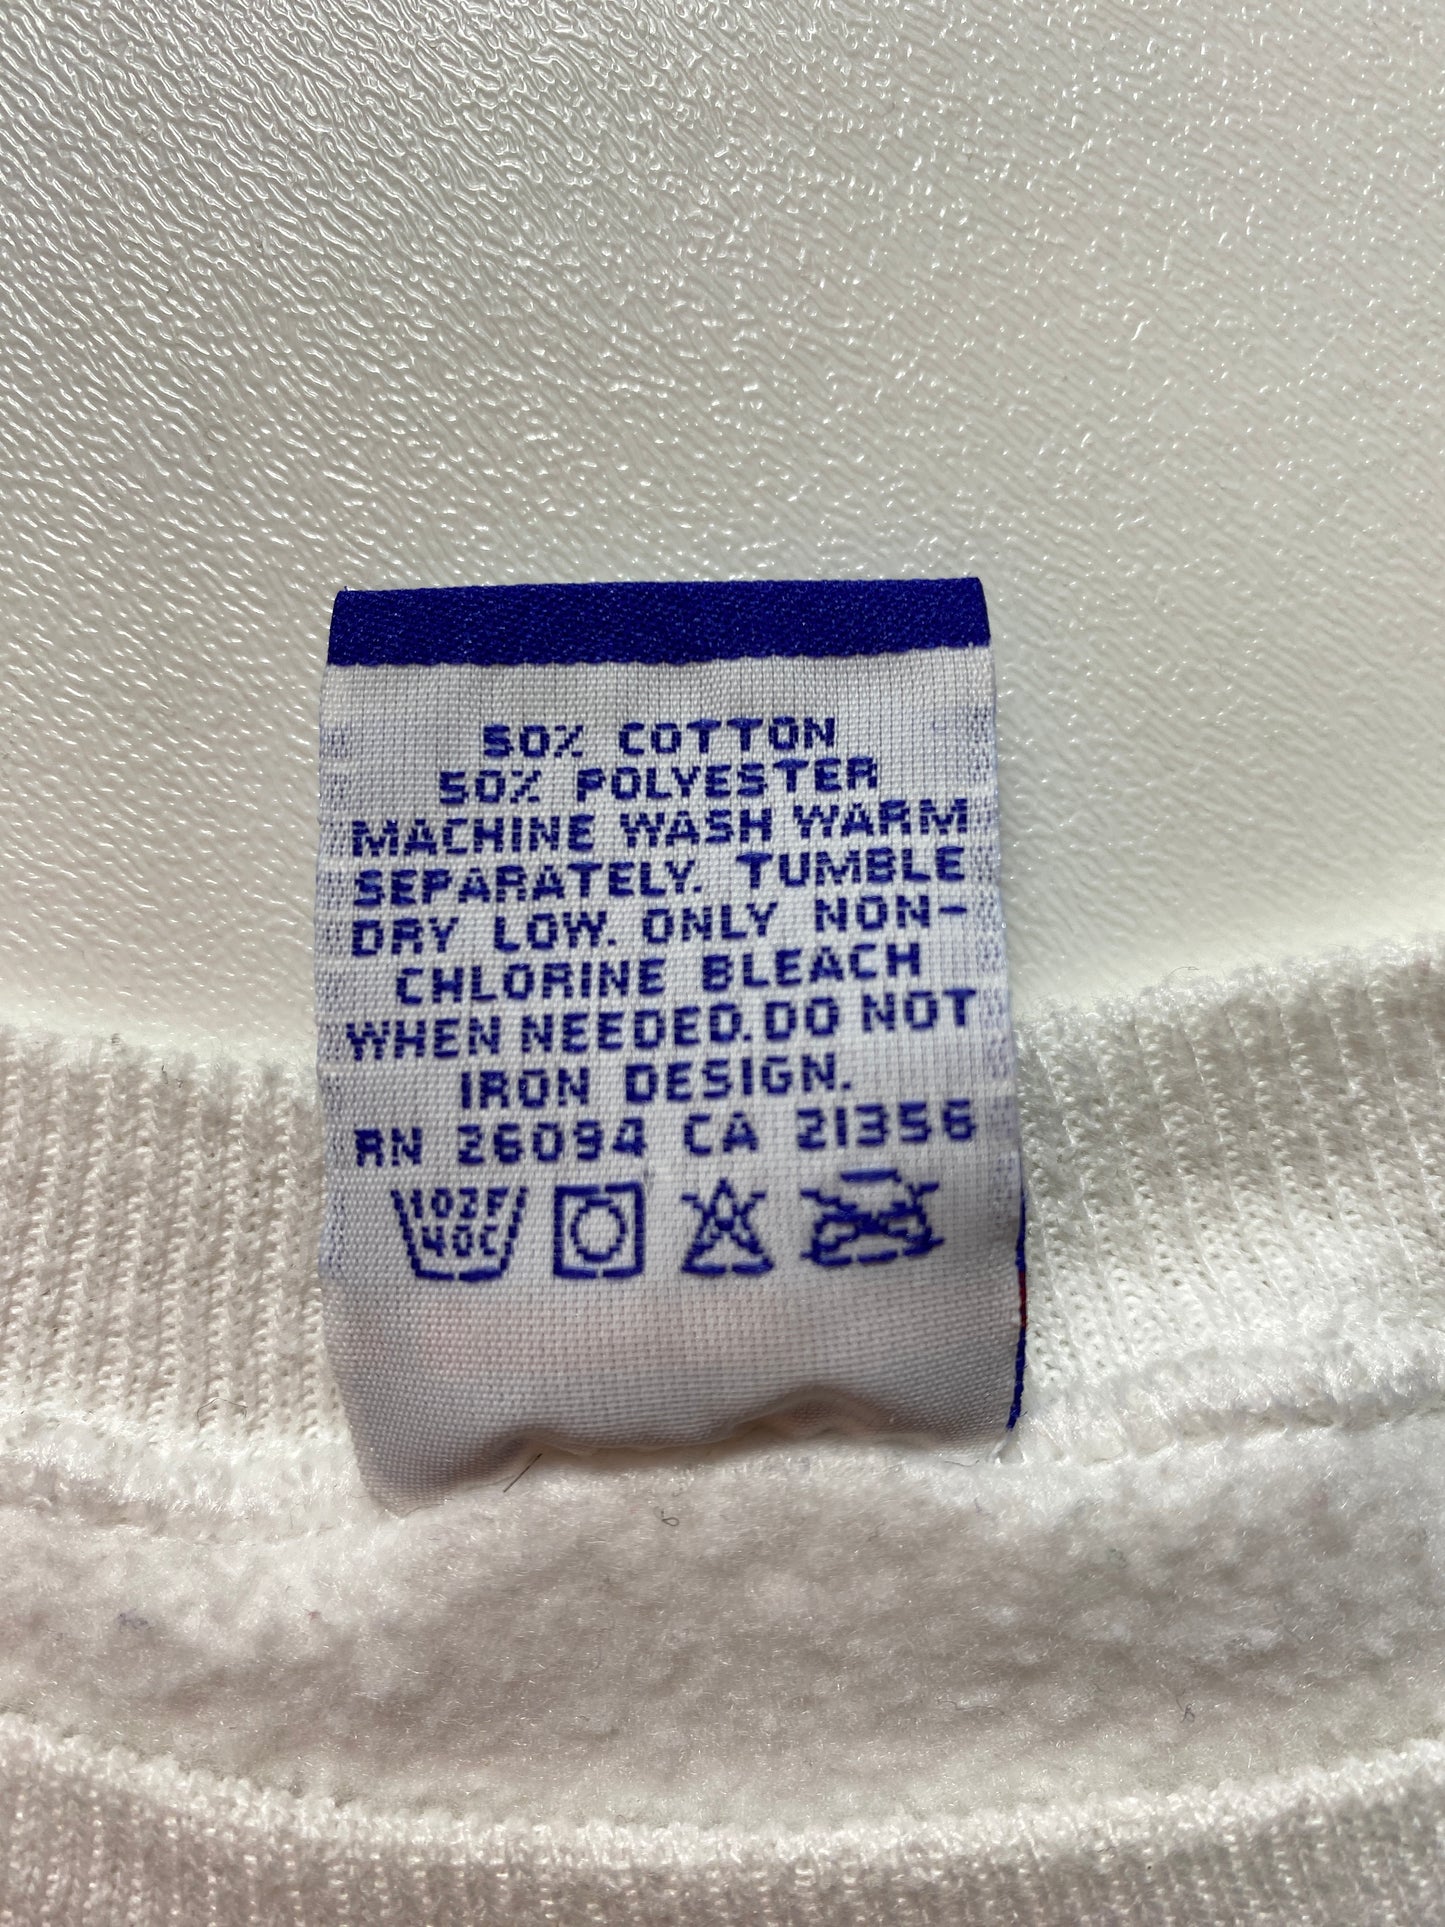 50% COTTON
50% POLYESTER
MACHINE WASH WARM
SEPARATELY. TUMBLE
DRY LOW. ONLY NON-
CHLORINE BLEACH
WHEN NEEDED. DO NOT
IRON DESIGN.
RN 26094 CA 21356
102F
40C